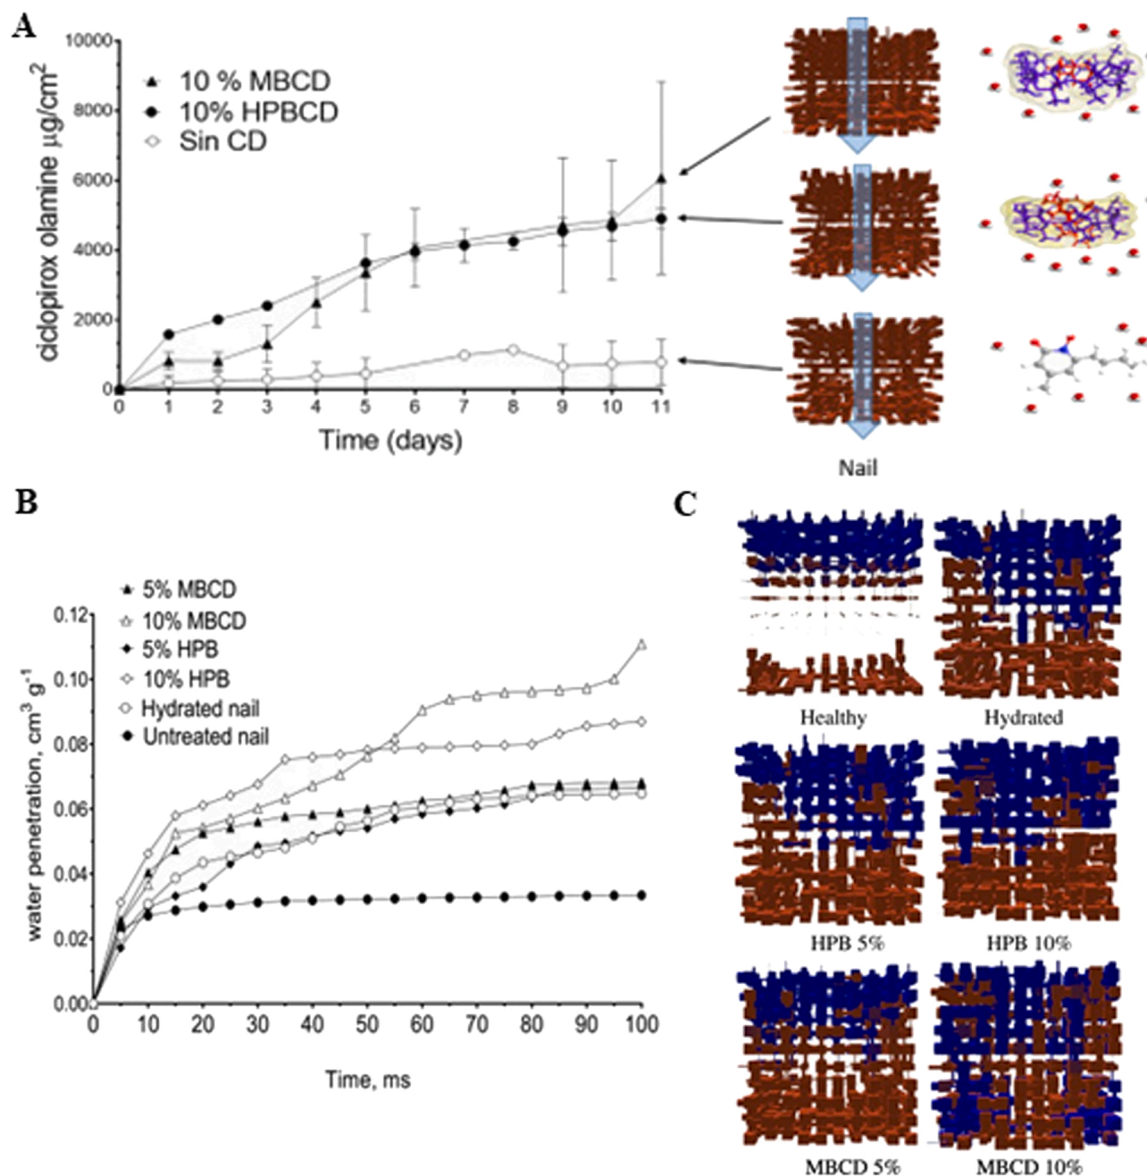 A
10000
8000
6000
4000
2000
0
ciclopirox olamine µg/cm²
10 % MBCD
10% HPBCD
Sin CD
0 1 2 3 4 5 6 7 8 9 10 11
Time (days)
Nail
B
5% MBCD
10% MBCD
5% HPB
10% HPB
Hydrated nail
Untreated nail
0.12
0.10
0.08
0.06
0.04
0.02
0.00
water penetration, cm³ g⁻¹
0 10 20 30 40 50 60 70 80 90 100
Time, ms
C
Healthy Hydrated
HPB 5% HPB 10%
MBCD 5% MBCD 10%